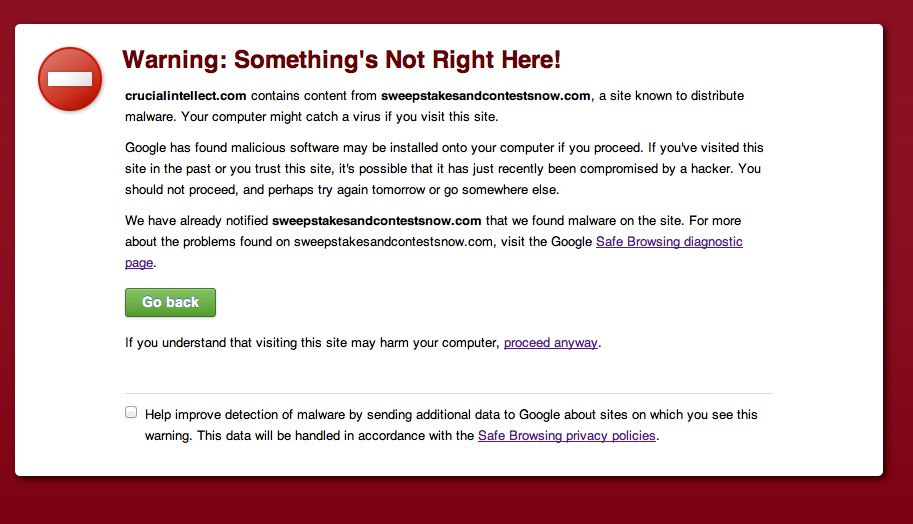 Warning: Something's Not Right Here!
crucialintellect.com contains content from sweepstakesandcontestsnow.com, a site known to distribute
malware. Your computer might catch a virus if you visit this site.
Google has found malicious software may be installed onto your computer if you proceed. If you've visited this
site in the past or you trust this site, it's possible that it has just recently been compromised by a hacker. You
should not proceed, and perhaps try again tomorrow or go somewhere else.
We have already notified sweepstakesandcontestsnow.com that we found malware on the site. For more
about the problems found on sweepstakesandcontestsnow.com, visit the Google Safe Browsing diagnostic
page.
Go back
If you understand that visiting this site may harm your computer, proceed anyway.
Help improve detection of malware by sending additional data to Google about sites on which you see this
warning. This data will be handled in accordance with the Safe Browsing privacy policies.